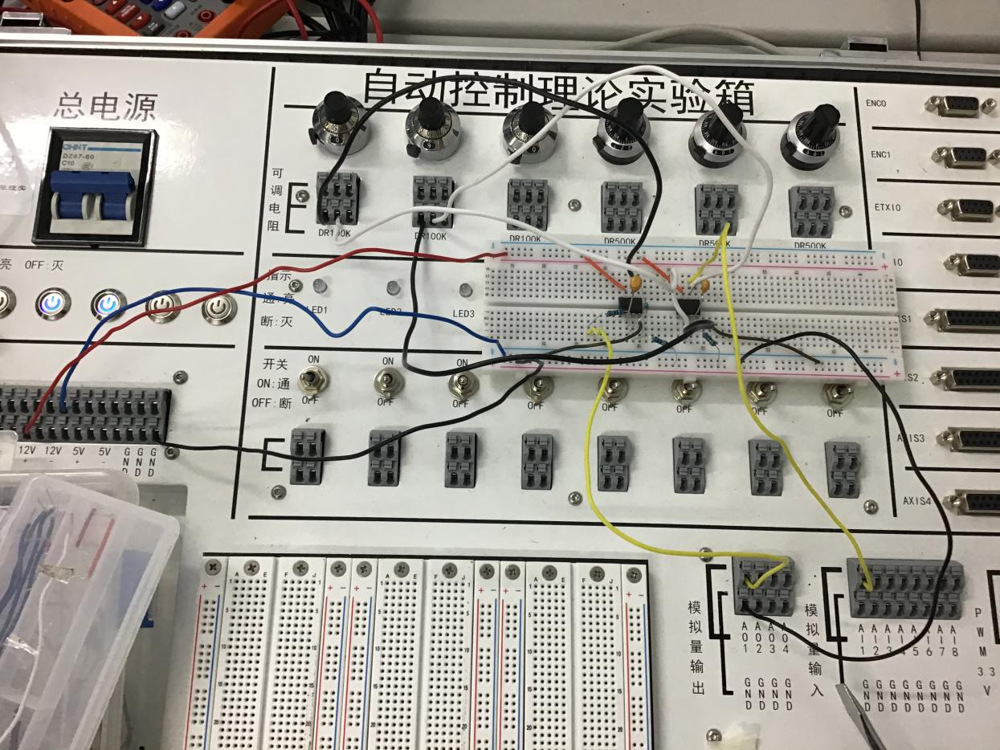 自动控制理论实验箱
总电源
CHNT
DZ47-60
C10
可调电阻
DR100K
DR100K
DR100K
DR500K
DR500K
DR500K
ENC0
ENC1
ETXI0
亮 OFF:灭
指示
通:亮
断:灭
LED1
LED2
LED3
开关
ON:通
OFF:断
ON
ON
ON
OFF
OFF
OFF
OFF
OFF
OFF
OFF
OFF
12V
12V
5V
5V
GND
GND
GND
+
−
+
−
AXIS3
AXIS4
模拟量输出
AO1
AO2
AO3
AO4
GND
GND
GND
GND
模拟量输入
AI1
AI2
AI3
AI4
AI5
AI6
AI7
AI8
GND
GND
GND
GND
GND
GND
GND
GND
PWM
3.3
V